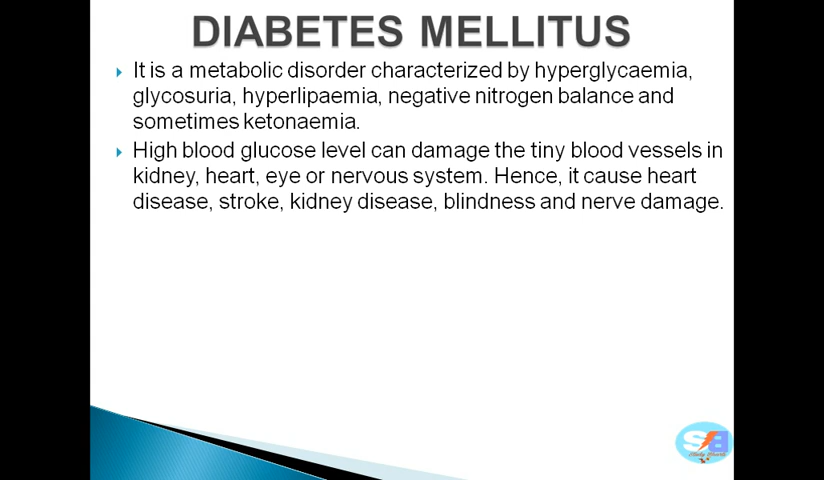 DIABETES MELLITUS
It is a metabolic disorder characterized by hyperglycaemia,
glycosuria, hyperlipaemia, negative nitrogen balance and
sometimes ketonaemia.
High blood glucose level can damage the tiny blood vessels in
kidney, heart, eye or nervous system. Hence, it cause heart
disease, stroke, kidney disease, blindness and nerve damage.